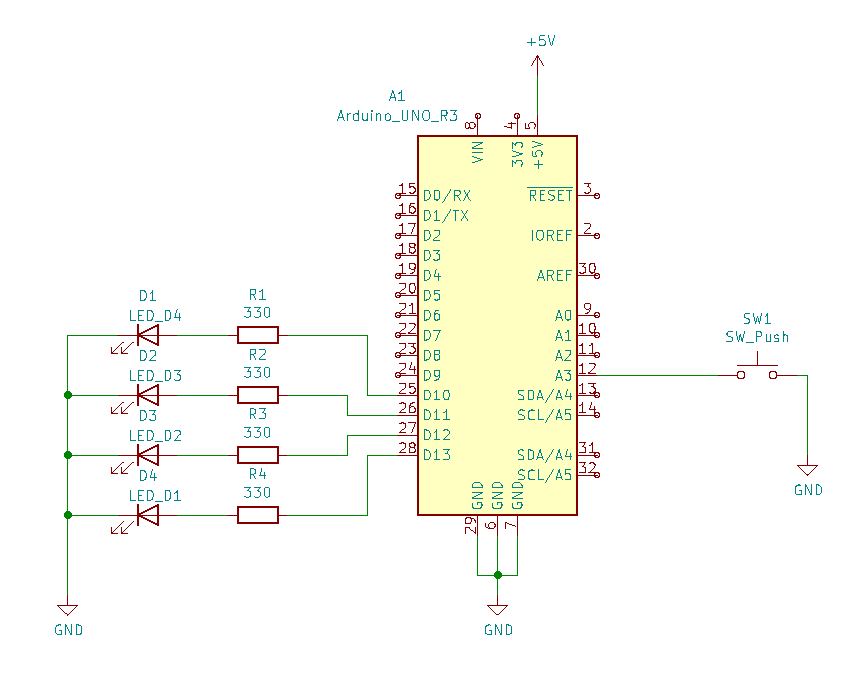 +5V
A1
Arduino_UNO_R3
8
4
5
VIN
3V3
+5V
15 D0/RX
16 D1/TX
17 D2
18 D3
19 D4
20 D5
21 D6
22 D7
23 D8
24 D9
25 D10
26 D11
27 D12
28 D13
RESET 3
IOREF 2
AREF 30
A0 9
A1 10
A2 11
A3 12
SDA/A4 13
SCL/A5 14
SDA/A4 31
SCL/A5 32
GND
GND
GND
29
6
7
GND
D1
LED_D4
R1
330
D2
LED_D3
R2
330
D3
LED_D2
R3
330
D4
LED_D1
R4
330
GND
SW1
SW_Push
GND